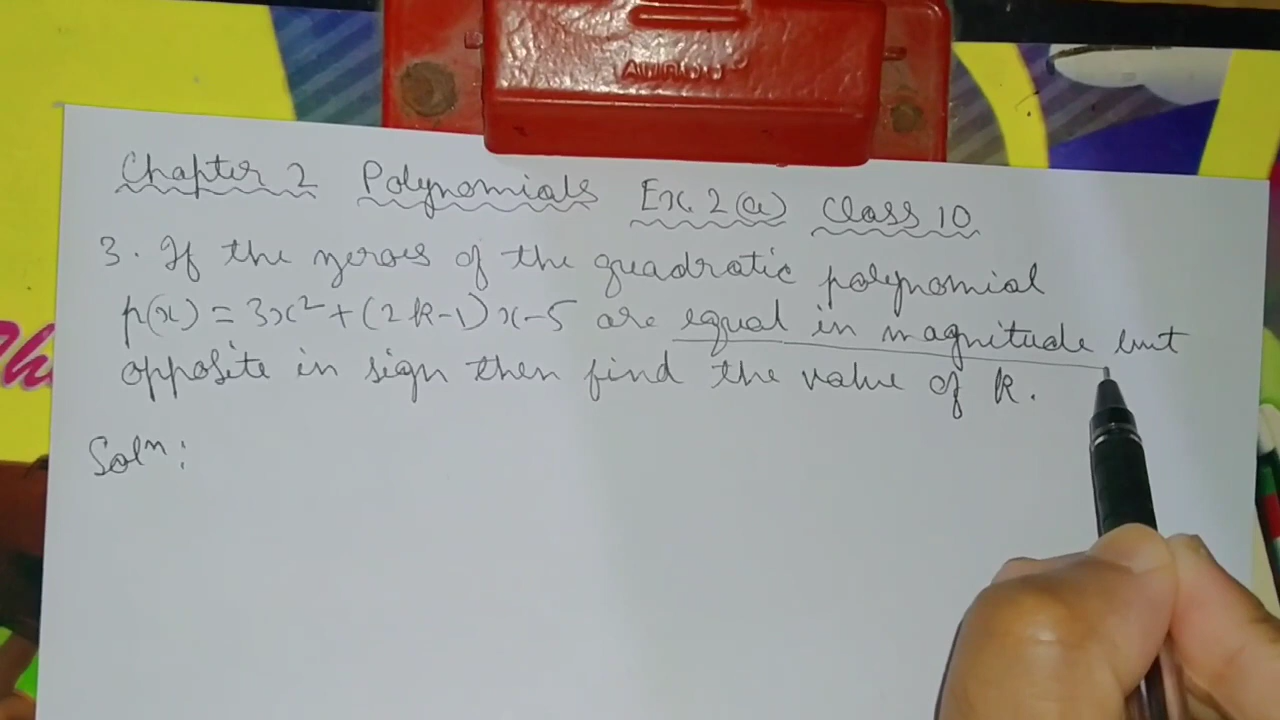 Chapter 2 Polynomials Ex. 2(a) Class 10
3. If the zeroes of the quadratic polynomial
p(x) = 3x² + (2k-1)x-5 are equal in magnitude but
opposite in sign then find the value of k.
Solⁿ: